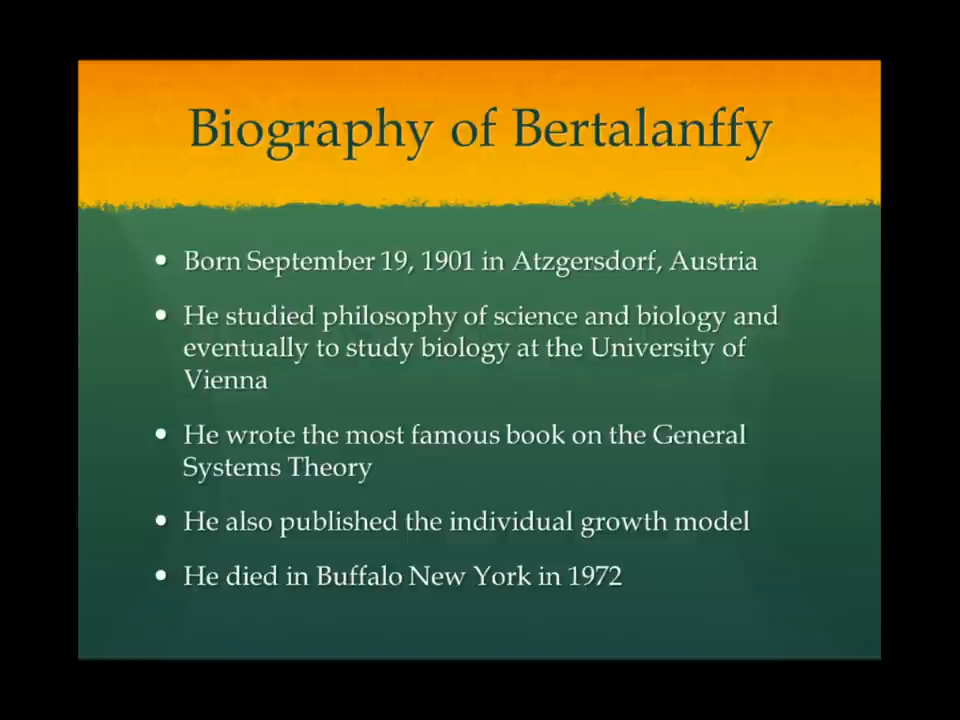 Biography of Bertalanffy
• Born September 19, 1901 in Atzgersdorf, Austria
• He studied philosophy of science and biology and
eventually to study biology at the University of
Vienna
• He wrote the most famous book on the General
Systems Theory
• He also published the individual growth model
• He died in Buffalo New York in 1972